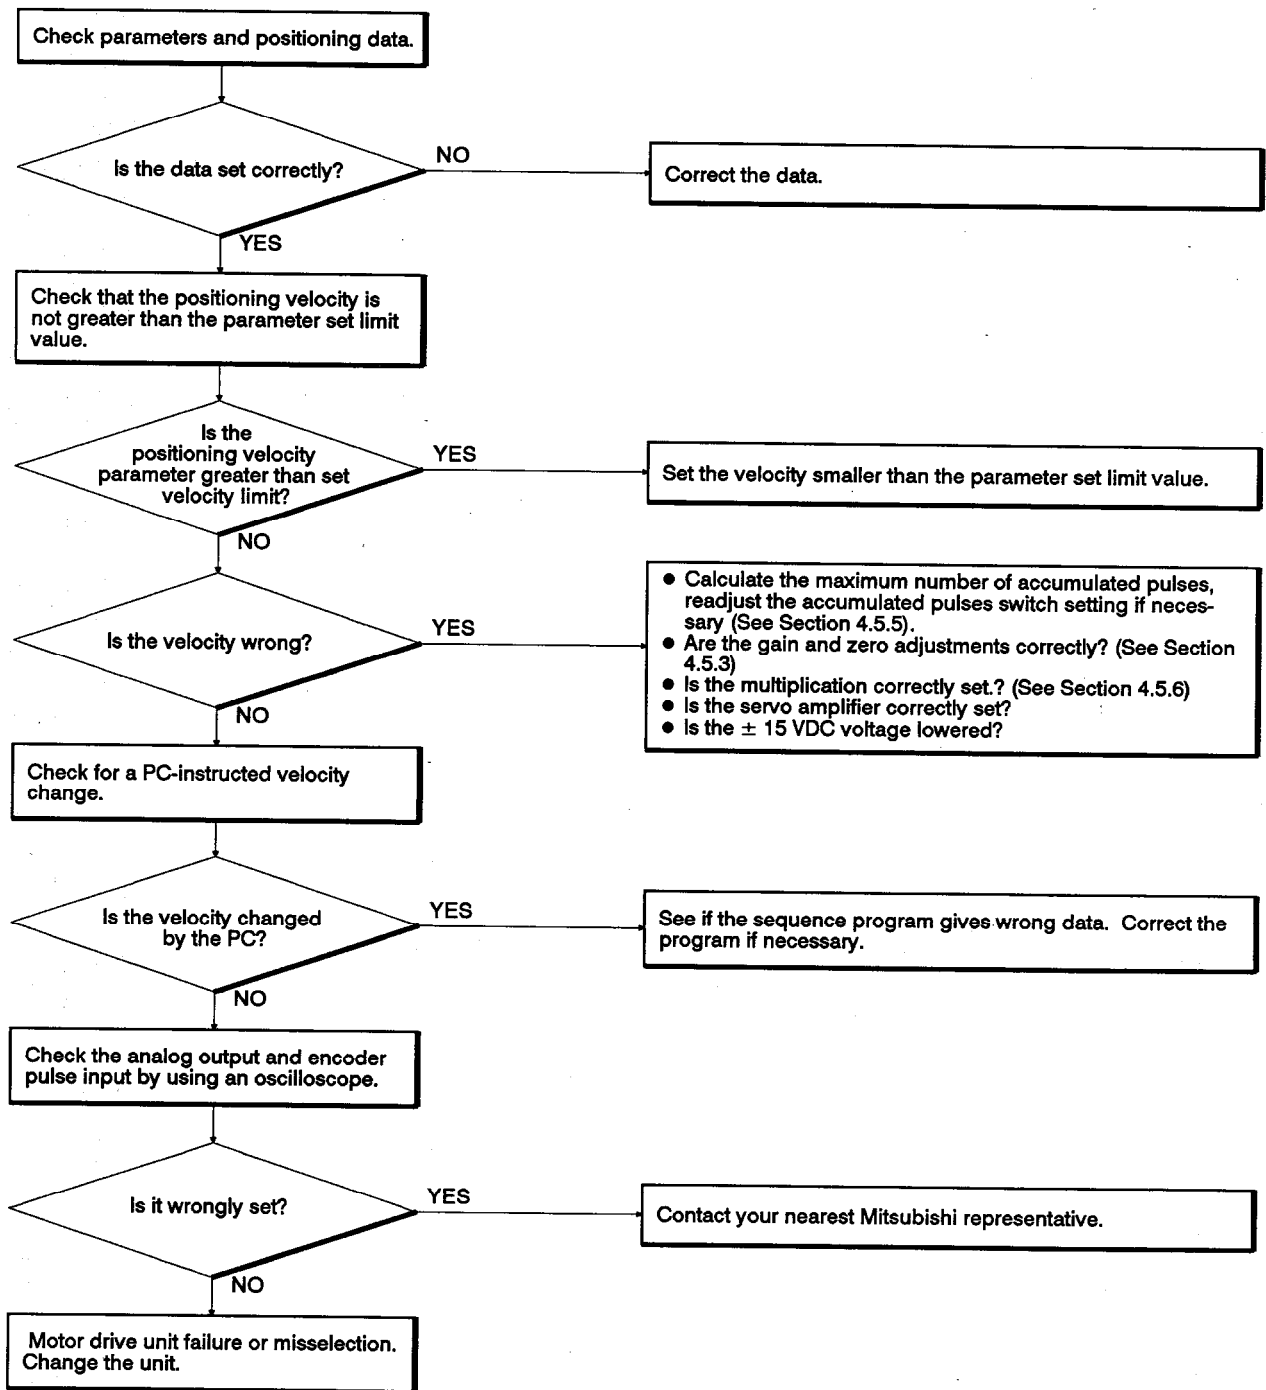 Check parameters and positioning data.
Is the data set correctly?
NO
Correct the data.
YES
Check that the positioning velocity is
not greater than the parameter set limit
value.
Is the
positioning velocity
parameter greater than set
velocity limit?
YES
Set the velocity smaller than the parameter set limit value.
NO
Is the velocity wrong?
YES
● Calculate the maximum number of accumulated pulses,
readjust the accumulated pulses switch setting if neces-
sary (See Section 4.5.5).
● Are the gain and zero adjustments correctly? (See Section
4.5.3)
● Is the multiplication correctly set.? (See Section 4.5.6)
● Is the servo amplifier correctly set?
● Is the ± 15 VDC voltage lowered?
NO
Check for a PC-instructed velocity
change.
Is the velocity changed
by the PC?
YES
See if the sequence program gives wrong data. Correct the
program if necessary.
NO
Check the analog output and encoder
pulse input by using an oscilloscope.
Is it wrongly set?
YES
Contact your nearest Mitsubishi representative.
NO
Motor drive unit failure or misselection.
Change the unit.